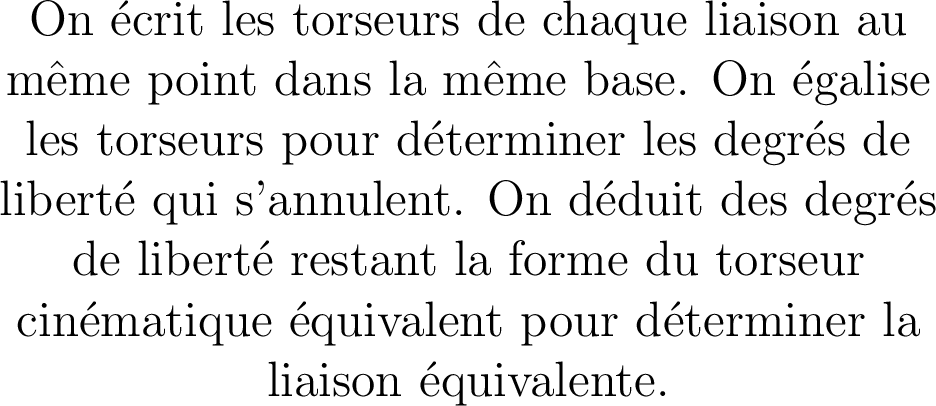 On écrit les torseurs de chaque liaison au
même point dans la même base. On égalise
les torseurs pour déterminer les degrés de
liberté qui s'annulent. On déduit des degrés
de liberté restant la forme du torseur
cinématique équivalent pour déterminer la
liaison équivalente.